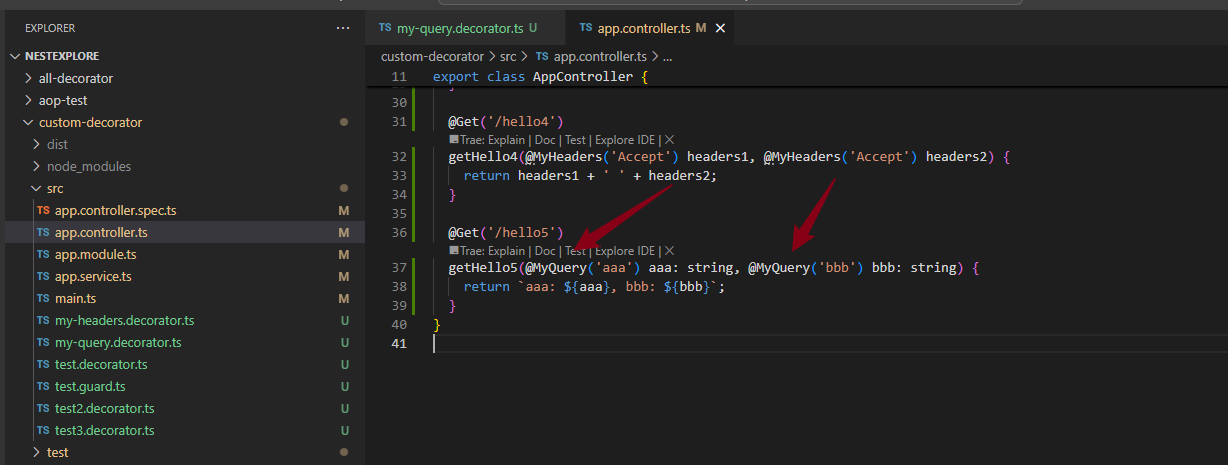 EXPLORER
···
TS my-query.decorator.ts U
TS app.controller.ts M ×
NESTEXPLORE
all-decorator
aop-test
custom-decorator
dist
node_modules
src
TS app.controller.spec.ts M
TS app.controller.ts M
TS app.module.ts M
TS app.service.ts M
TS main.ts M
TS my-headers.decorator.ts U
TS my-query.decorator.ts U
TS test.decorator.ts U
TS test.guard.ts U
TS test2.decorator.ts U
TS test3.decorator.ts U
test
custom-decorator > src > TS app.controller.ts > ...
11 export class AppController {
30
31 @Get('/hello4')
Trae: Explain | Doc | Test | Explore IDE | ×
32 getHello4(@MyHeaders('Accept') headers1, @MyHeaders('Accept') headers2) {
33 return headers1 + ' ' + headers2;
34 }
35
36 @Get('/hello5')
Trae: Explain | Doc | Test | Explore IDE | ×
37 getHello5(@MyQuery('aaa') aaa: string, @MyQuery('bbb') bbb: string) {
38 return `aaa: ${aaa}, bbb: ${bbb}`;
39 }
40 }
41